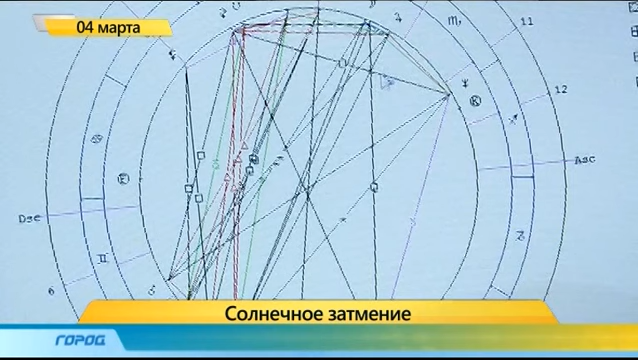 04 марта
11
12
Asc
Dsc
6
Солнечное затмение
ГОРОД